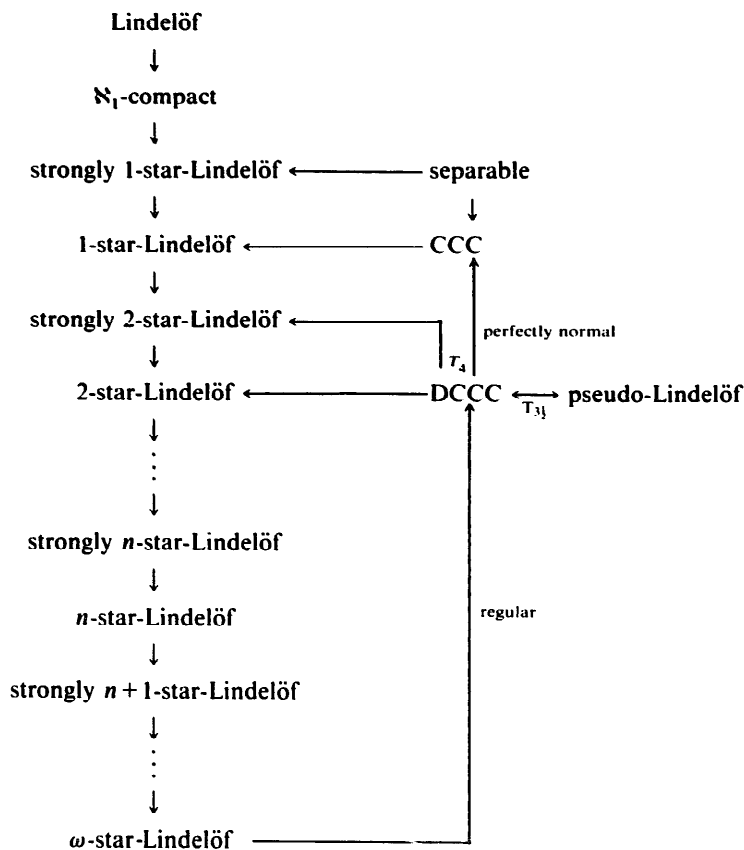 Lindelöf
ℵ₁-compact
strongly 1-star-Lindelöf
separable
1-star-Lindelöf
CCC
strongly 2-star-Lindelöf
perfectly normal
T₄
2-star-Lindelöf
DCCC
pseudo-Lindelöf
T₃½
strongly n-star-Lindelöf
n-star-Lindelöf
regular
strongly n + 1-star-Lindelöf
ω-star-Lindelöf